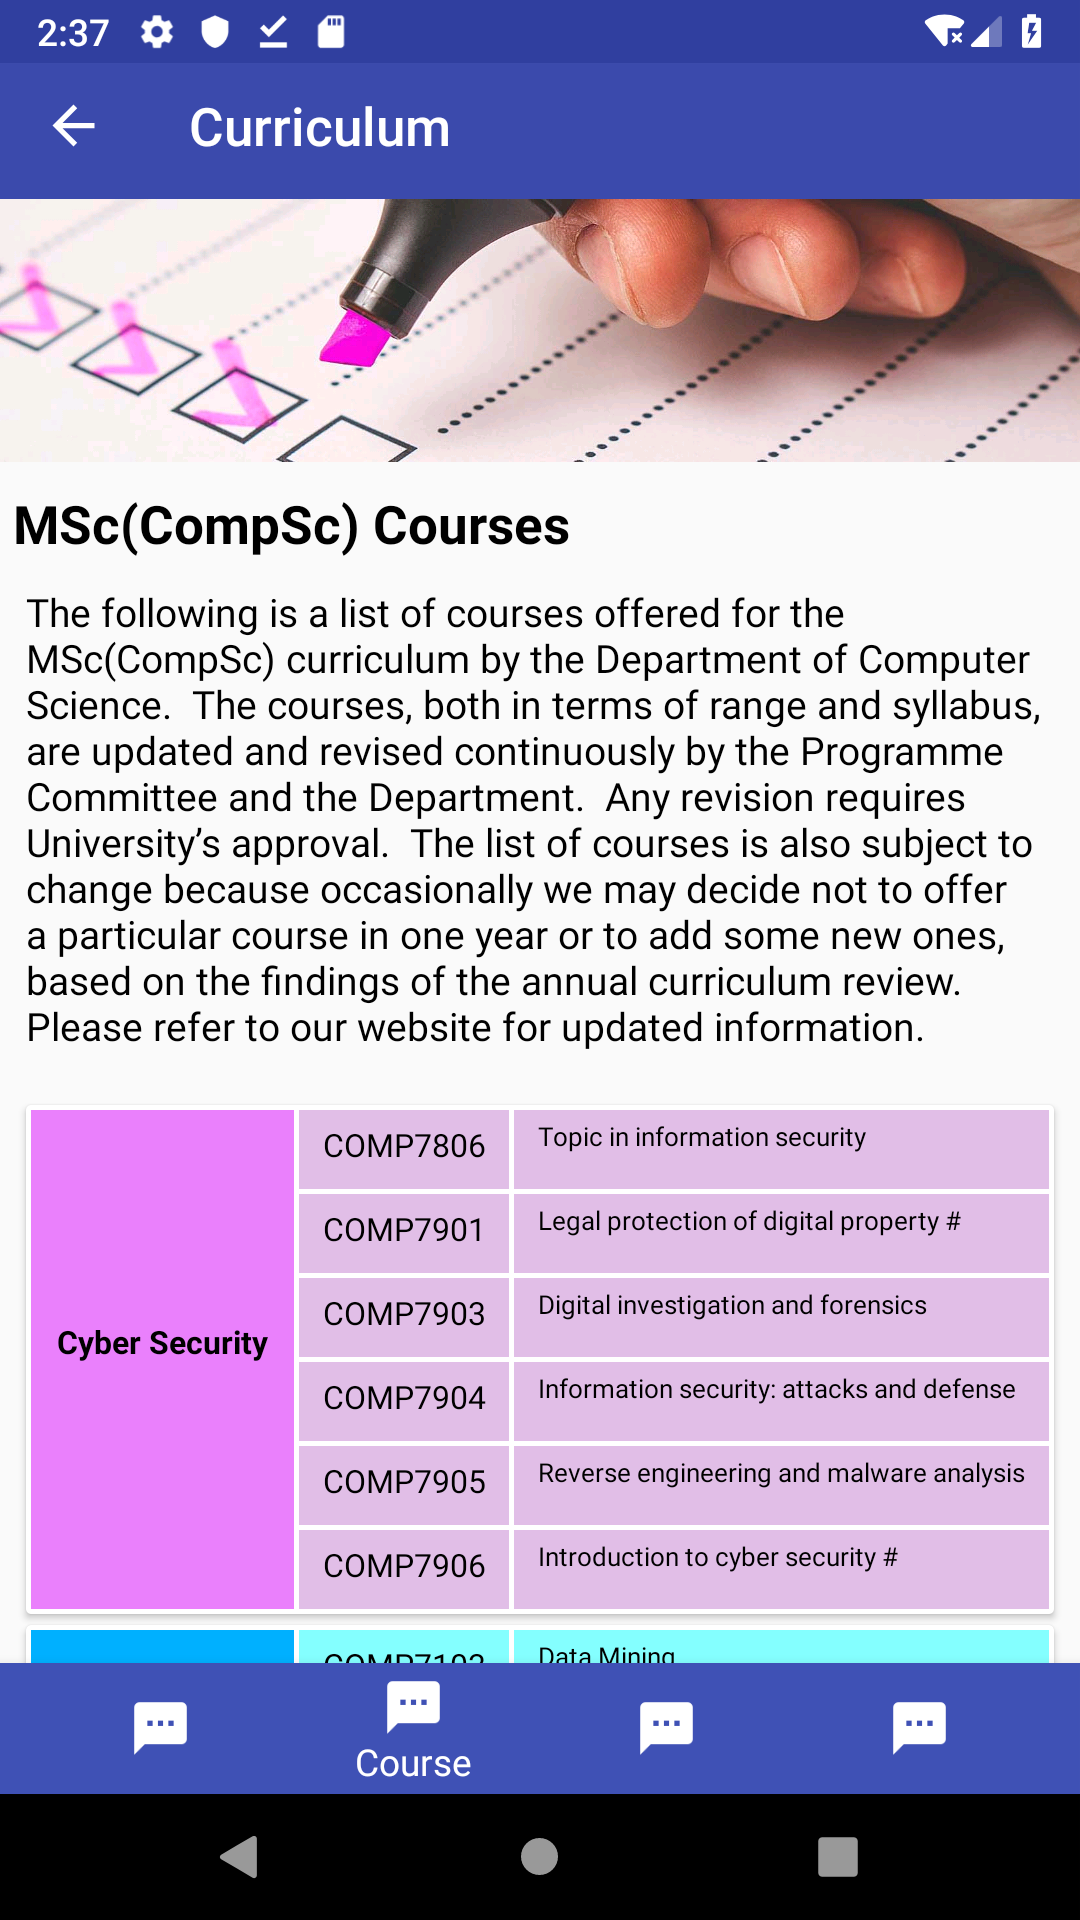 2:37
Curriculum
MSc(CompSc) Courses
The following is a list of courses offered for the
MSc(CompSc) curriculum by the Department of Computer
Science.  The courses, both in terms of range and syllabus,
are updated and revised continuously by the Programme
Committee and the Department.  Any revision requires
University’s approval.  The list of courses is also subject to
change because occasionally we may decide not to offer
a particular course in one year or to add some new ones,
based on the findings of the annual curriculum review.
Please refer to our website for updated information.
Cyber Security
COMP7806 Topic in information security
COMP7901 Legal protection of digital property #
COMP7903 Digital investigation and forensics
COMP7904 Information security: attacks and defense
COMP7905 Reverse engineering and malware analysis
COMP7906 Introduction to cyber security #
Data Mining
Course